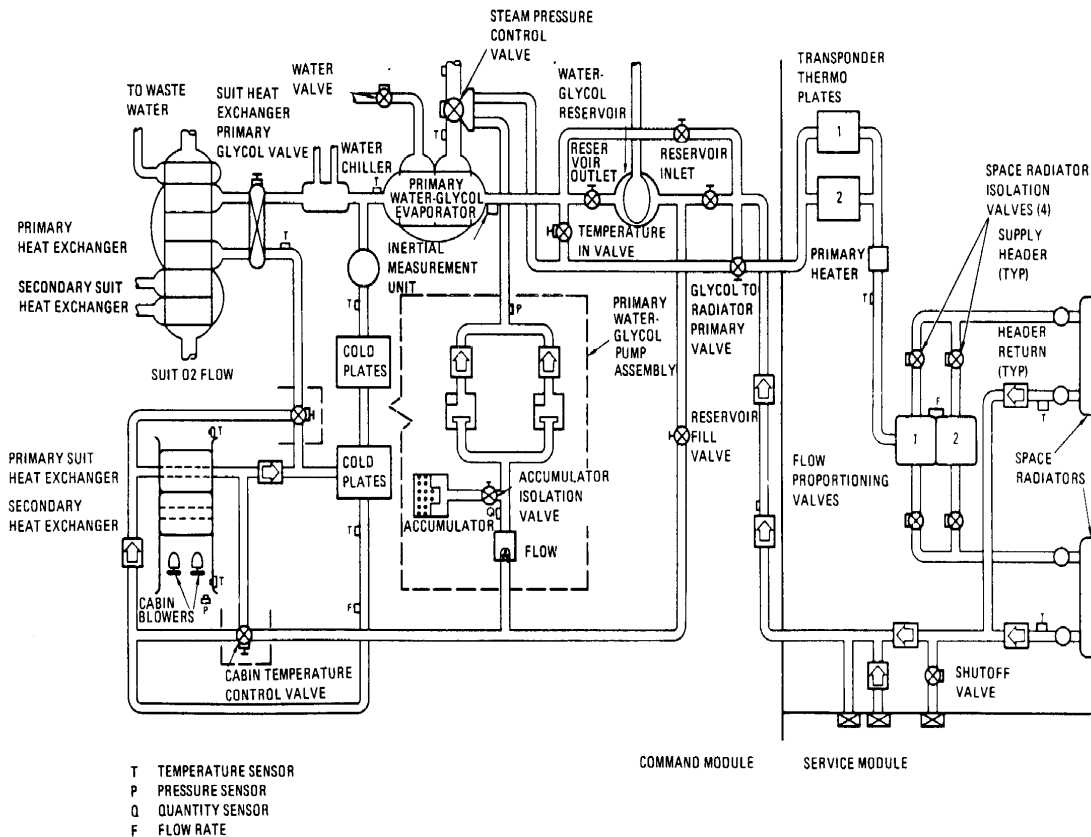 STEAM PRESSURE
CONTROL
VALVE
WATER
VALVE
WATER-
GLYCOL
RESERVOIR
TRANSPONDER
THERMO
PLATES
TO WASTE
WATER
SUIT HEAT
EXCHANGER
PRIMARY
GLYCOL VALVE
WATER
CHILLER
RESER
VOIR
OUTLET
RESERVOIR
INLET
1
2
SPACE RADIATOR
ISOLATION
VALVES (4)
SUPPLY
HEADER
(TYP)
T
T
PRIMARY
WATER-GLYCOL
EVAPORATOR
PRIMARY
HEAT EXCHANGER
T
INERTIAL
MEASUREMENT
UNIT
TEMPERATURE
IN VALVE
PRIMARY
HEATER
SECONDARY SUIT
HEAT EXCHANGER
T
P
PRIMARY
WATER-
GLYCOL
PUMP
ASSEMBLY
GLYCOL TO
RADIATOR
PRIMARY
VALVE
T
HEADER
RETURN
(TYP)
SUIT O2 FLOW
COLD
PLATES
F
T
T
RESERVOIR
FILL
VALVE
1
2
PRIMARY SUIT
HEAT EXCHANGER
COLD
PLATES
ACCUMULATOR
ISOLATION
VALVE
FLOW
PROPORTIONING
VALVES
SPACE
RADIATORS
SECONDARY
HEAT EXCHANGER
ACCUMULATOR
Q
T
FLOW
T
CABIN
BLOWERS
P
F
T
CABIN TEMPERATURE
CONTROL VALVE
SHUTOFF
VALVE
COMMAND MODULE
SERVICE MODULE
T TEMPERATURE SENSOR
P PRESSURE SENSOR
Q QUANTITY SENSOR
F FLOW RATE